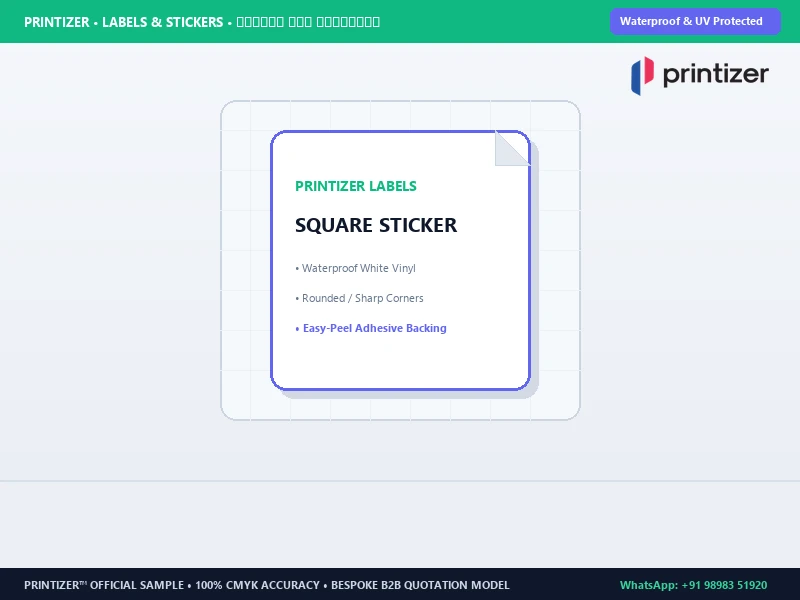 PRINTIZER • LABELS & STICKERS •
Waterproof & UV Protected
printizer
PRINTIZER LABELS
SQUARE STICKER
• Waterproof White Vinyl
• Rounded / Sharp Corners
• Easy-Peel Adhesive Backing
PRINTIZER™ OFFICIAL SAMPLE • 100% CMYK ACCURACY • BESPOKE B2B QUOTATION MODEL
WhatsApp: +91 98983 51920